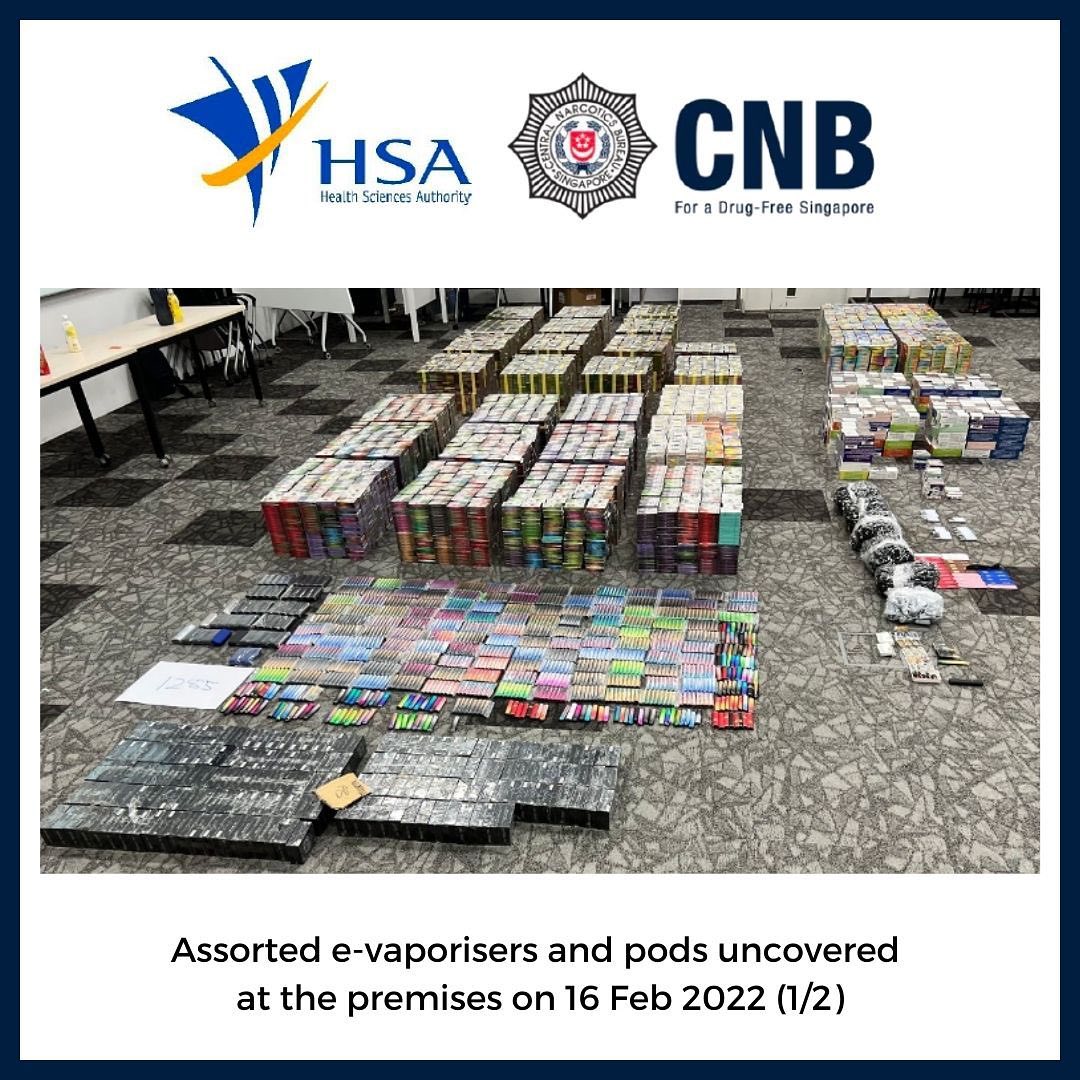 HSA
Health Sciences Authority
CENTRAL NARCOTICS BUREAU
SINGAPORE
CNB
For a Drug-Free Singapore
1285
Assorted e-vaporisers and pods uncovered
at the premises on 16 Feb 2022 (1/2)